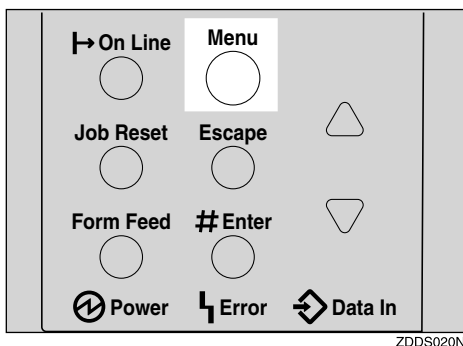 On Line Menu
Job Reset Escape
Form Feed # Enter
Power Error Data In
ZDDS020N